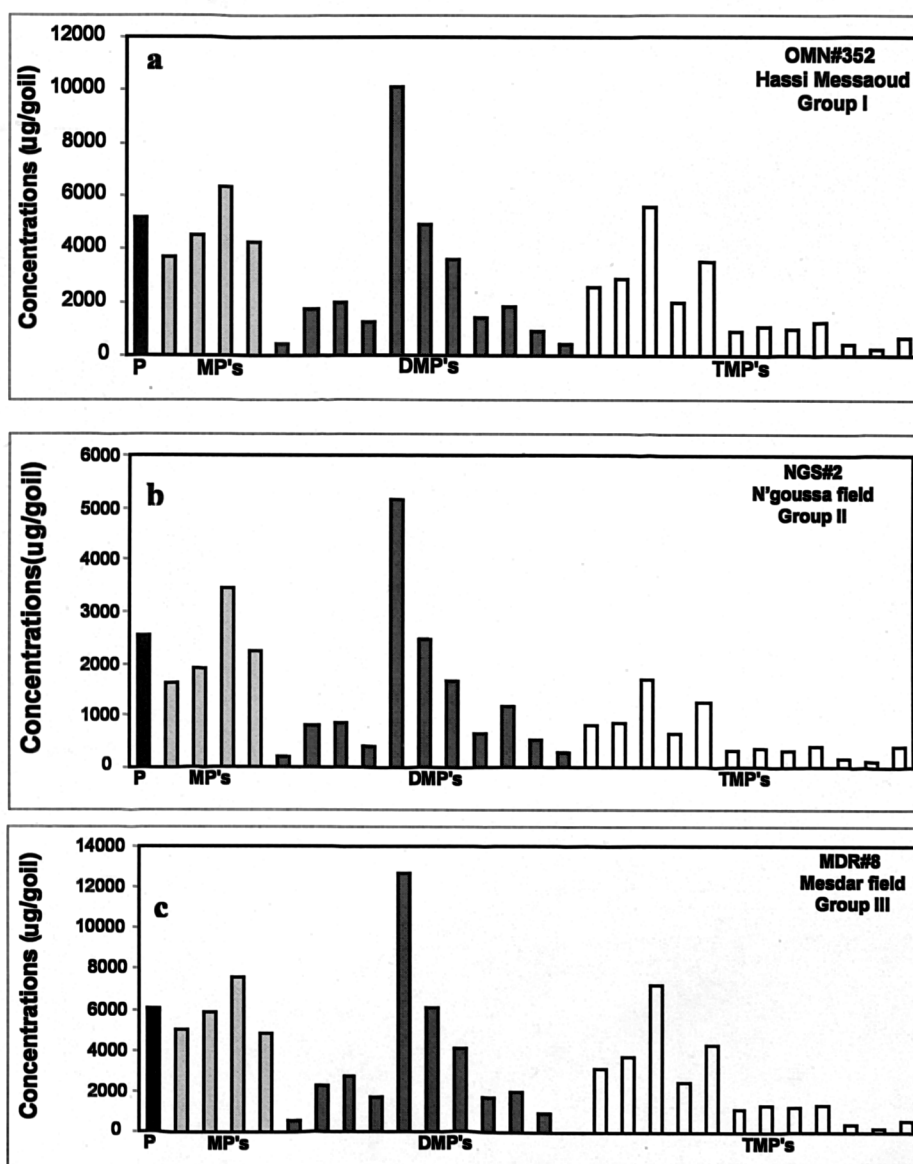 a
OMN#352
Hassi Messaoud
Group I
Concentrations (ug/goil)
12000
10000
8000
6000
4000
2000
0
P MP's DMP's TMP's
b
NGS#2
N'goussa field
Group II
Concentrations(ug/goil)
6000
5000
4000
3000
2000
1000
0
P MP's DMP's TMP's
c
MDR#8
Mesdar field
Group III
Concentrations (ug/goil)
14000
12000
10000
8000
6000
4000
2000
0
P MP's DMP's TMP's